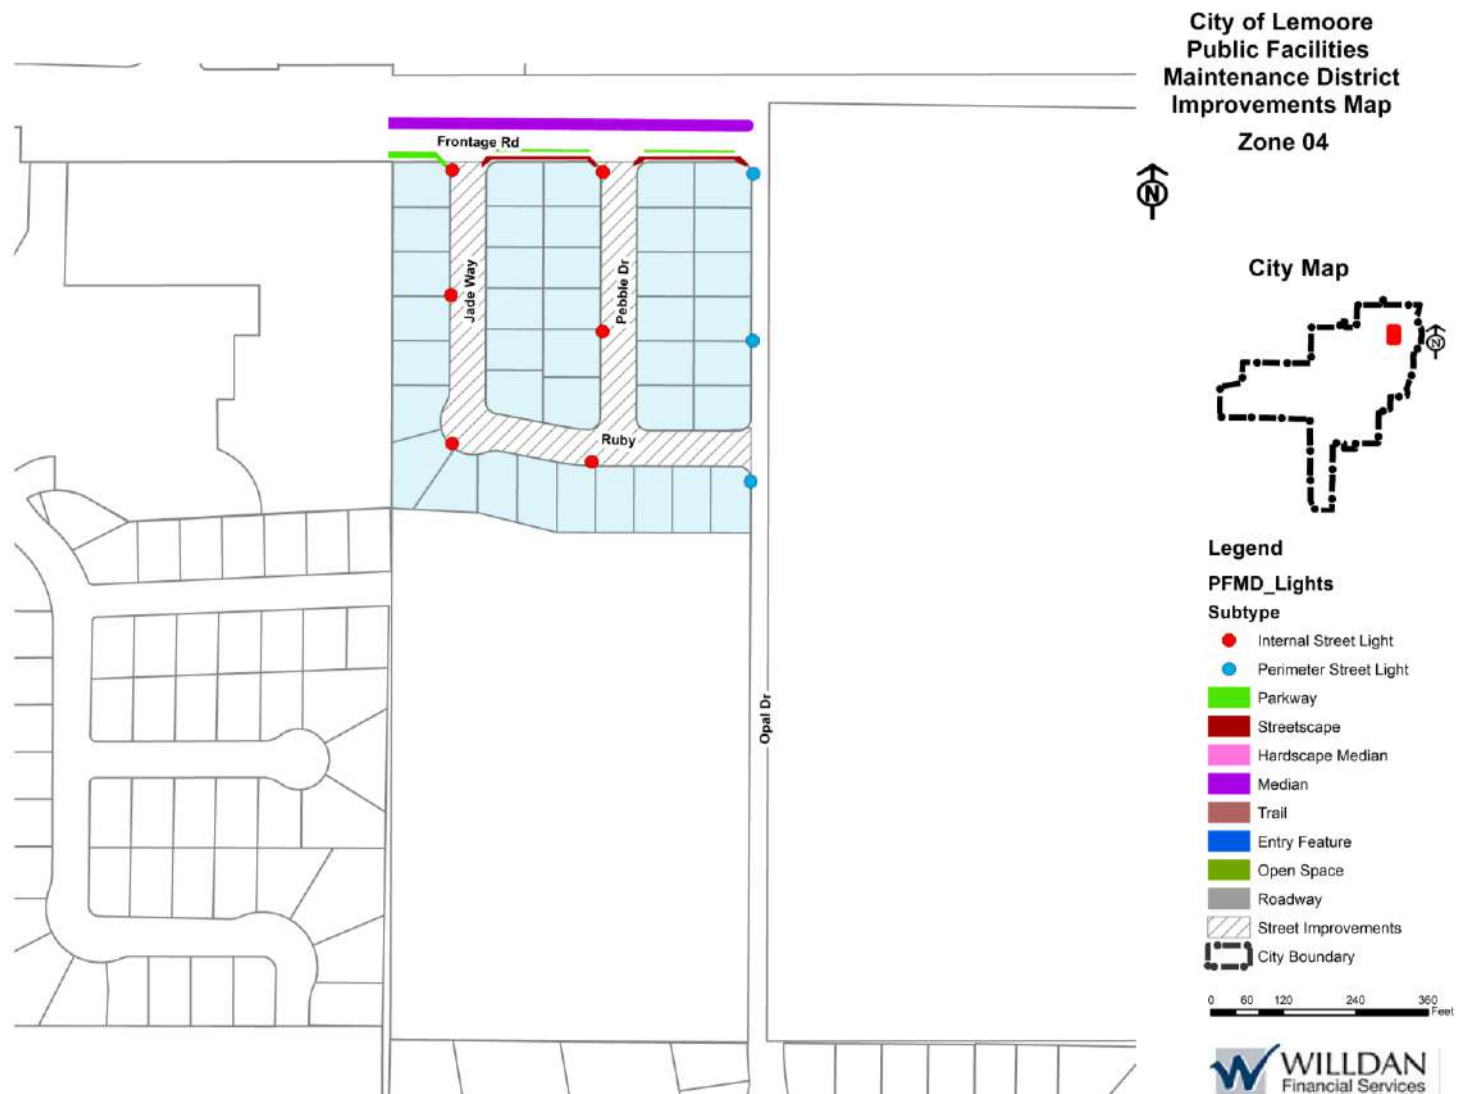 City of Lemoore
Public Facilities
Maintenance District
Improvements Map
Zone 04
Frontage Rd
N
Jade Way
Pebble Dr
Ruby
Opal Dr
City Map
N
Legend
PFMD_Lights
Subtype
Internal Street Light
Perimeter Street Light
Parkway
Streetscape
Hardscape Median
Median
Trail
Entry Feature
Open Space
Roadway
Street Improvements
City Boundary
0 60 120 240 360
Feet
W WILLDAN
Financial Services